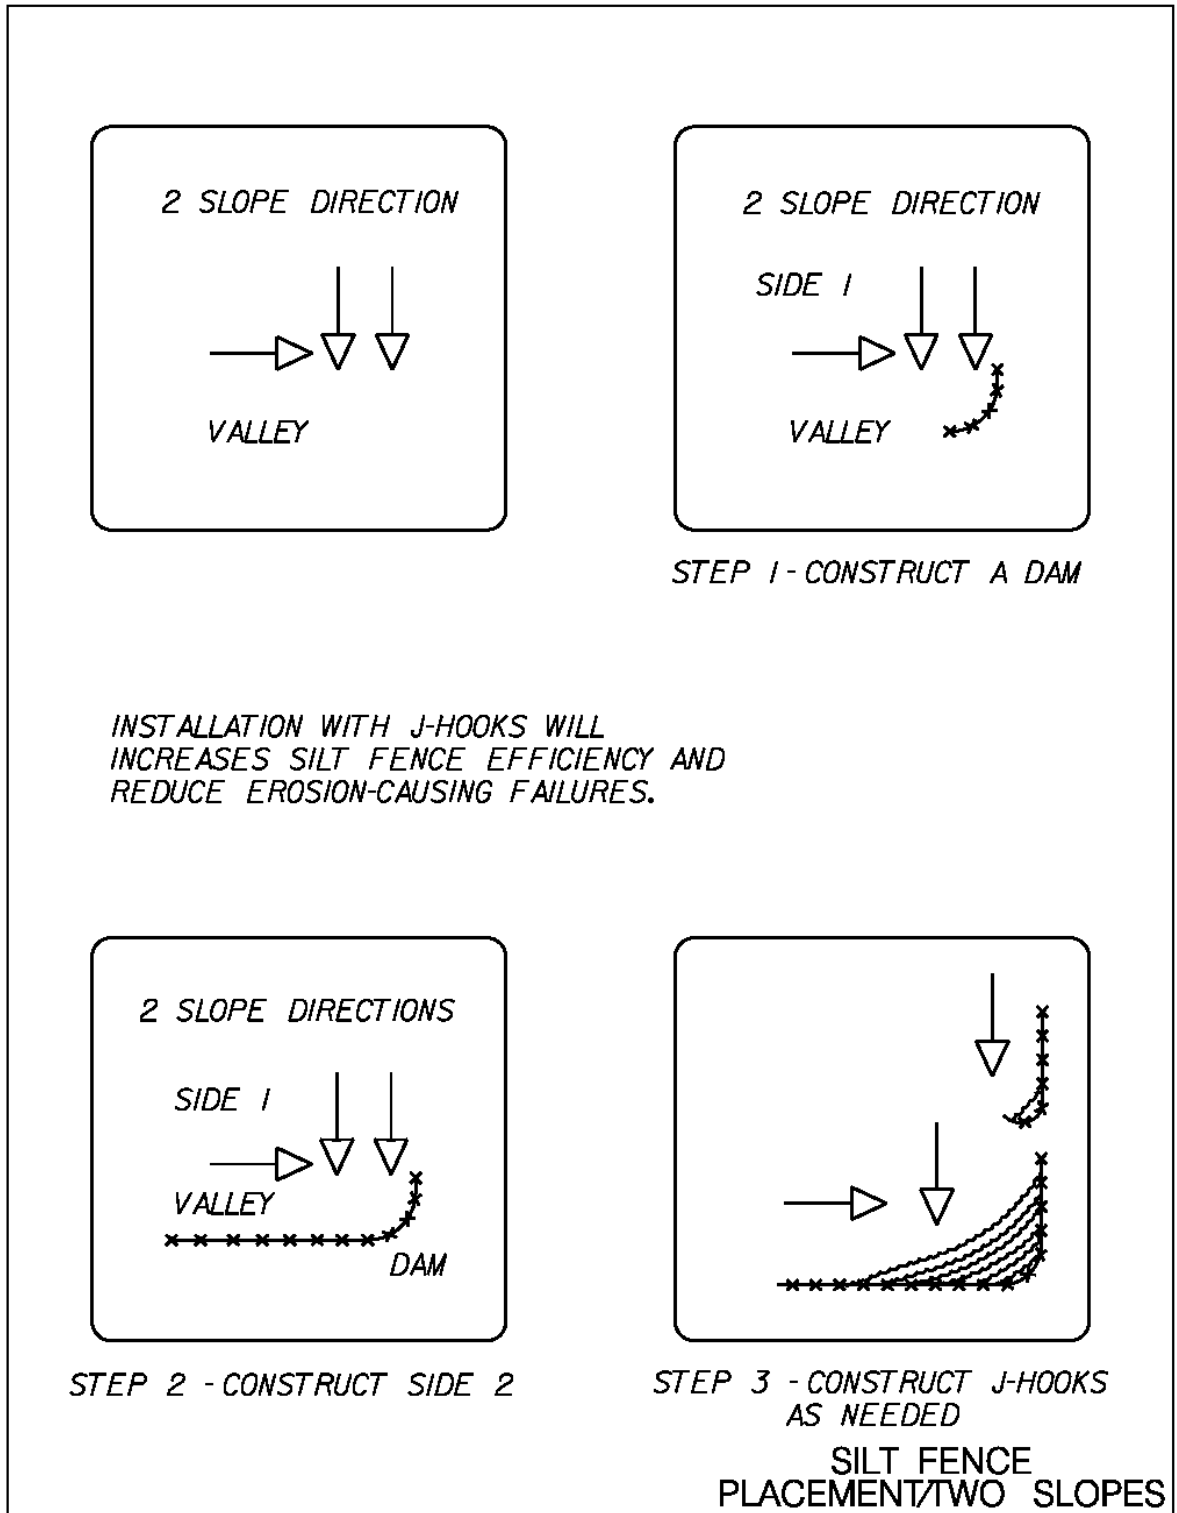 2 SLOPE DIRECTION
VALLEY
2 SLOPE DIRECTION
SIDE 1
VALLEY
STEP 1 - CONSTRUCT A DAM
INSTALLATION WITH J-HOOKS WILL
INCREASES SILT FENCE EFFICIENCY AND
REDUCE EROSION-CAUSING FAILURES.
2 SLOPE DIRECTIONS
SIDE 1
VALLEY
DAM
STEP 2 - CONSTRUCT SIDE 2
STEP 3 - CONSTRUCT J-HOOKS
AS NEEDED
SILT FENCE
PLACEMENT/TWO SLOPES